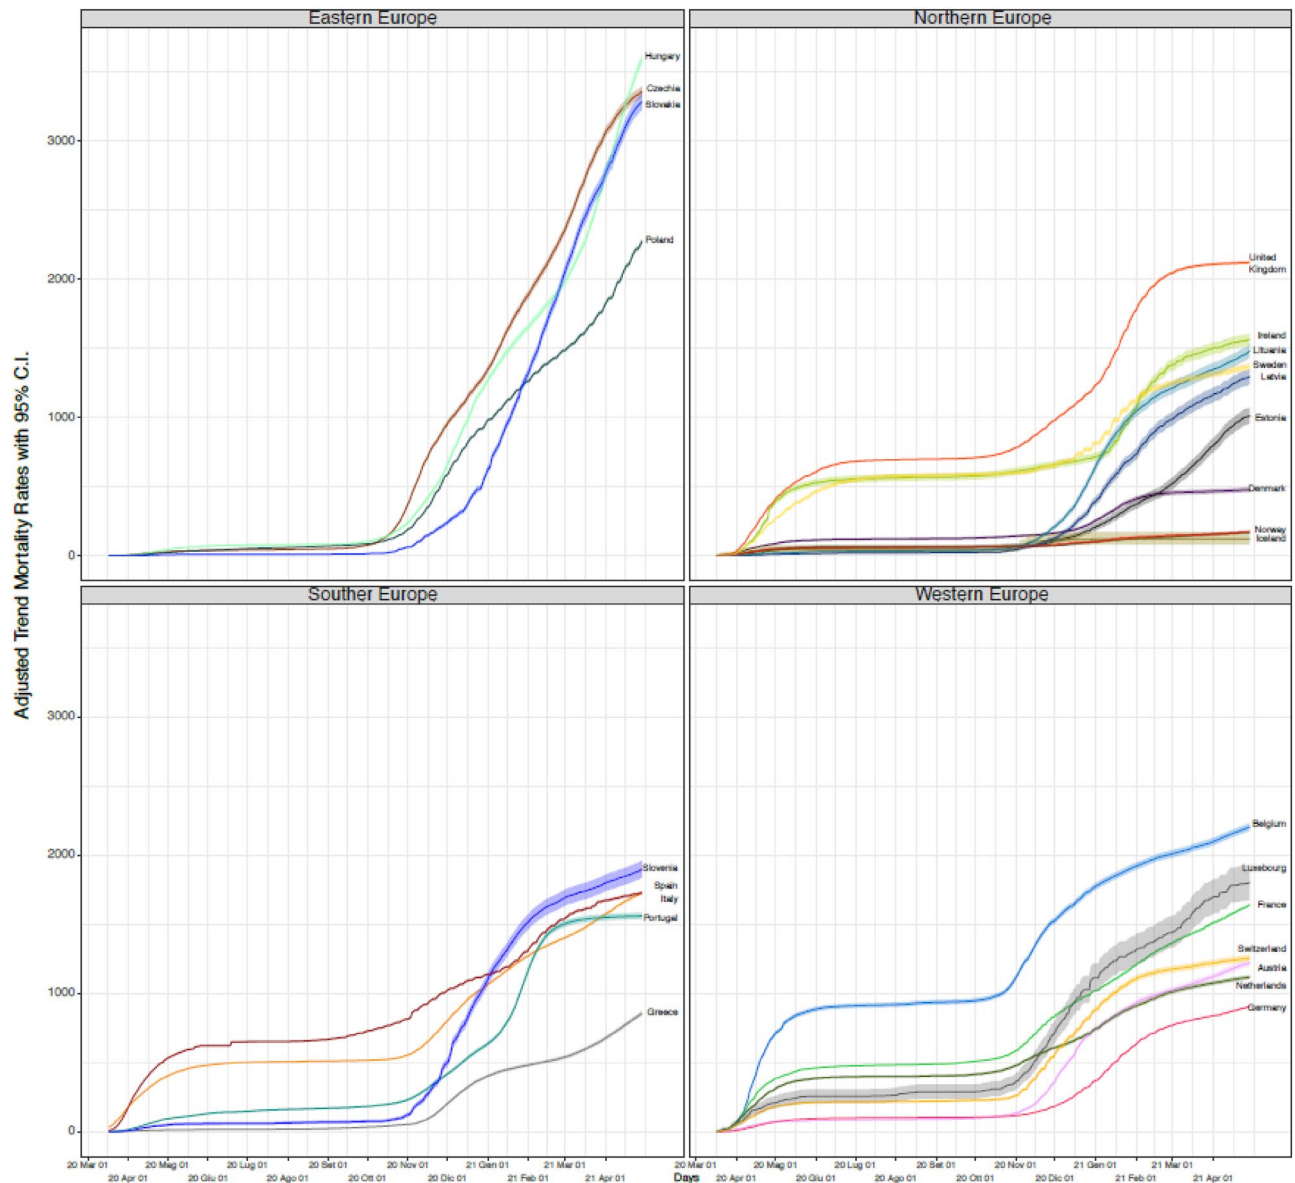 Eastern Europe
Northern Europe
Adjusted Trend Mortality Rates with 95% C.I.
3000
2000
1000
0
Hungary
Czechia
Slovakia
Poland
United
Kingdom
Ireland
Lituania
Sweden
Latvia
Estonia
Denmark
Norway
Iceland
Souther Europe
Western Europe
3000
2000
1000
0
Slovenia
Spain
Italy
Portugal
Greece
Belgium
Luxebourg
France
Switzerland
Austria
Netherlands
Germany
20 Mar 01 20 Mag 01 20 Lug 01 20 Set 01 20 Nov 01 21 Gen 01 21 Mar 01 20 Mar 01 20 Mag 01 20 Lug 01 20 Set 01 20 Nov 01 21 Gen 01 21 Mar 01
20 Apr 01 20 Giu 01 20 Ago 01 20 Ott 01 20 Dic 01 21 Feb 01 21 Apr 01 Days 20 Apr 01 20 Giu 01 20 Ago 01 20 Ott 01 20 Dic 01 21 Feb 01 21 Apr 01